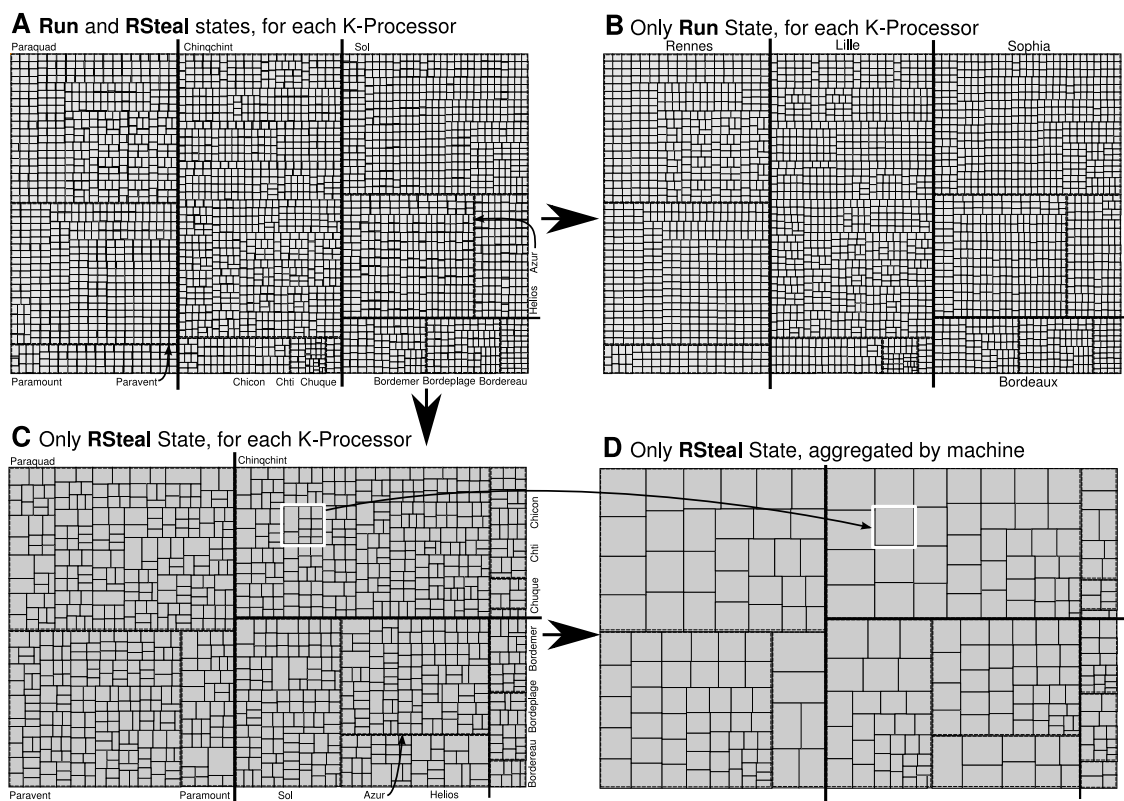 A Run and RSteal states, for each K-Processor
Paraquad
Chinqchint
Sol
Azur
Helios
Paramount
Paravent
Chicon
Chti
Chuque
Bordemer
Bordeplage
Bordereau
B Only Run State, for each K-Processor
Rennes
Lille
Sophia
Bordeaux
C Only RSteal State, for each K-Processor
Paraquad
Chinqchint
Chicon
Chti
Chuque
Bordemer
Bordeplage
Bordereau
Paravent
Paramount
Sol
Azur
Helios
D Only RSteal State, aggregated by machine